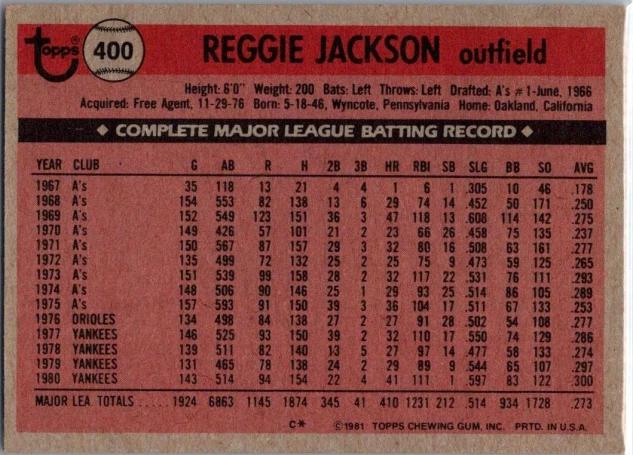 topps 400 REGGIE JACKSON outfield
Height: 6'0" Weight: 200 Bats: Left Throws: Left Drafted: A's #1-June, 1966
Acquired: Free Agent, 11-29-76 Born: 5-18-46, Wyncote, Pennsylvania Home: Oakland, California
COMPLETE MAJOR LEAGUE BATTING RECORD
YEAR CLUB G AB R H 2B 3B HR RBI SB SLG BB SO AVG
1967 A's 35 118 13 21 4 4 1 6 1 .305 10 46 .178
1968 A's 154 553 82 138 13 6 29 74 14 .452 50 171 .250
1969 A's 152 549 123 151 36 3 47 118 13 .608 114 142 .275
1970 A's 149 426 57 101 21 2 23 66 26 .458 75 135 .237
1971 A's 150 567 87 157 29 3 32 80 16 .508 63 161 .277
1972 A's 135 499 72 132 25 2 25 75 9 .473 59 125 .265
1973 A's 151 539 99 158 28 2 32 117 22 .531 76 111 .293
1974 A's 148 506 90 146 25 1 29 93 25 .514 86 105 .289
1975 A's 157 593 91 150 39 3 36 104 17 .511 67 133 .253
1976 ORIOLES 134 498 84 138 27 2 27 91 28 .502 54 108 .277
1977 YANKEES 146 525 93 150 39 2 32 110 17 .550 74 129 .286
1978 YANKEES 139 511 82 140 13 5 27 97 14 .477 58 133 .274
1979 YANKEES 131 465 78 138 24 2 29 89 9 .544 65 107 .297
1980 YANKEES 143 514 94 154 22 4 41 111 1 .597 83 122 .300
MAJOR LEA. TOTALS ..... 1924 6863 1145 1874 345 41 410 1231 212 .514 934 1728 .273
C* ©1981 TOPPS CHEWING GUM, INC. PRTD. IN U.S.A.